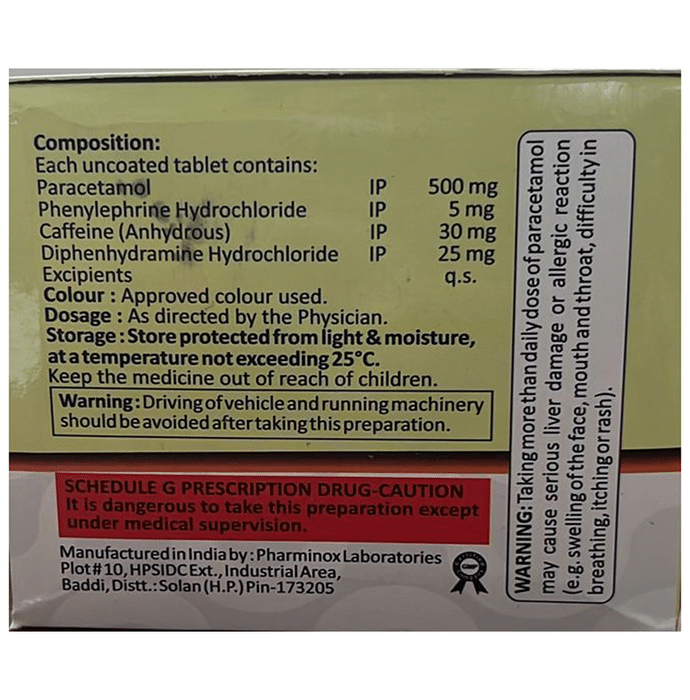 Composition:
Each uncoated tablet contains:
Paracetamol IP 500 mg
Phenylephrine Hydrochloride IP 5 mg
Caffeine (Anhydrous) IP 30 mg
Diphenhydramine Hydrochloride IP 25 mg
Excipients q.s.
Colour : Approved colour used.
Dosage : As directed by the Physician.
Storage : Store protected from light & moisture,
at a temperature not exceeding 25°C.
Keep the medicine out of reach of children.
Warning : Driving of vehicle and running machinery
should be avoided after taking this preparation.
SCHEDULE G PRESCRIPTION DRUG-CAUTION
It is dangerous to take this preparation except
under medical supervision.
Manufactured in India by : Pharminox Laboratories
Plot # 10, HPSIDC Ext., Industrial Area,
Baddi, Distt.: Solan (H.P.) Pin-173205
GMP
WARNING: Taking more than daily dose of paracetamol
may cause serious liver damage or allergic reaction
(e.g. swelling of the face, mouth and throat, difficulty in
breathing, itching or rash).